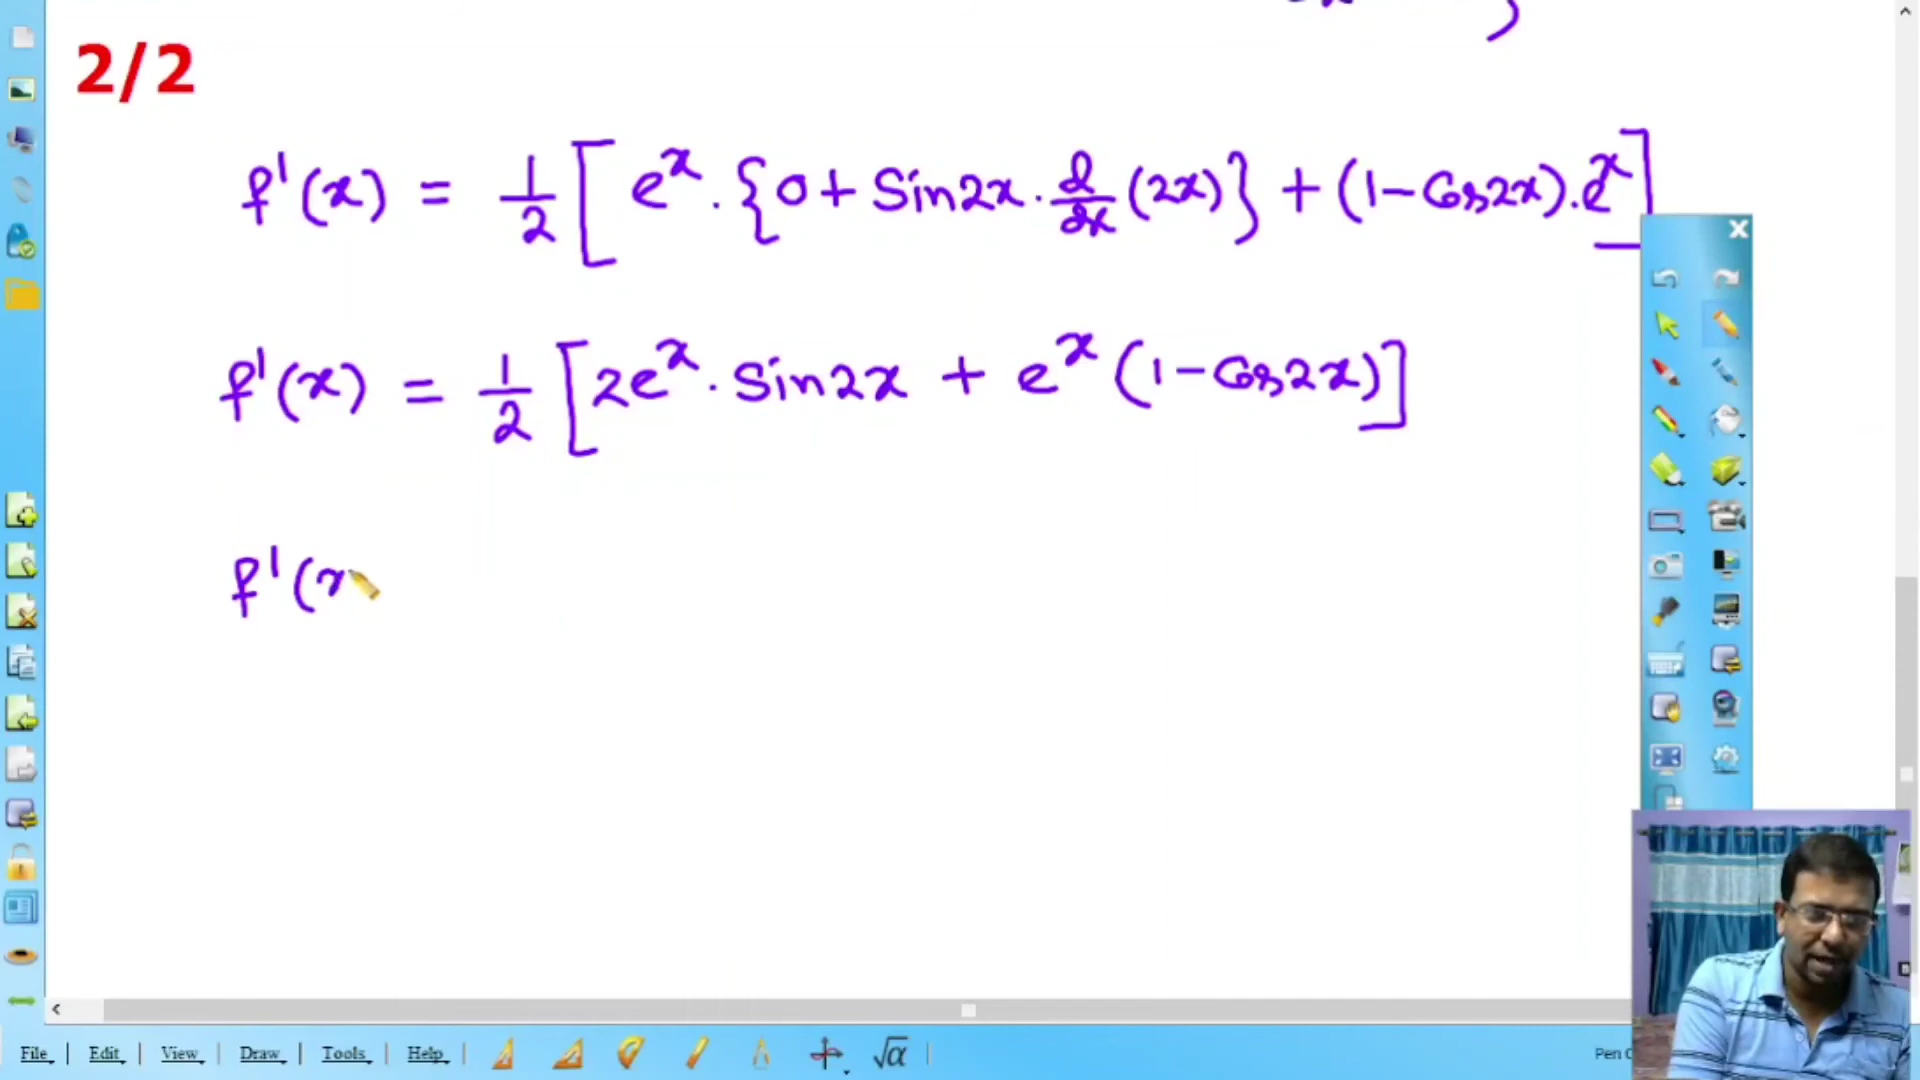 2/2
f'(x) = 1/2 [e^x . {0 + Sin2x . d/dx (2x)} + (1 - Cos2x) . e^x]
f'(x) = 1/2 [2e^x . Sin2x + e^x (1 - Cos2x)]
f'(x
File Edit View Draw Tools Help √α Pen